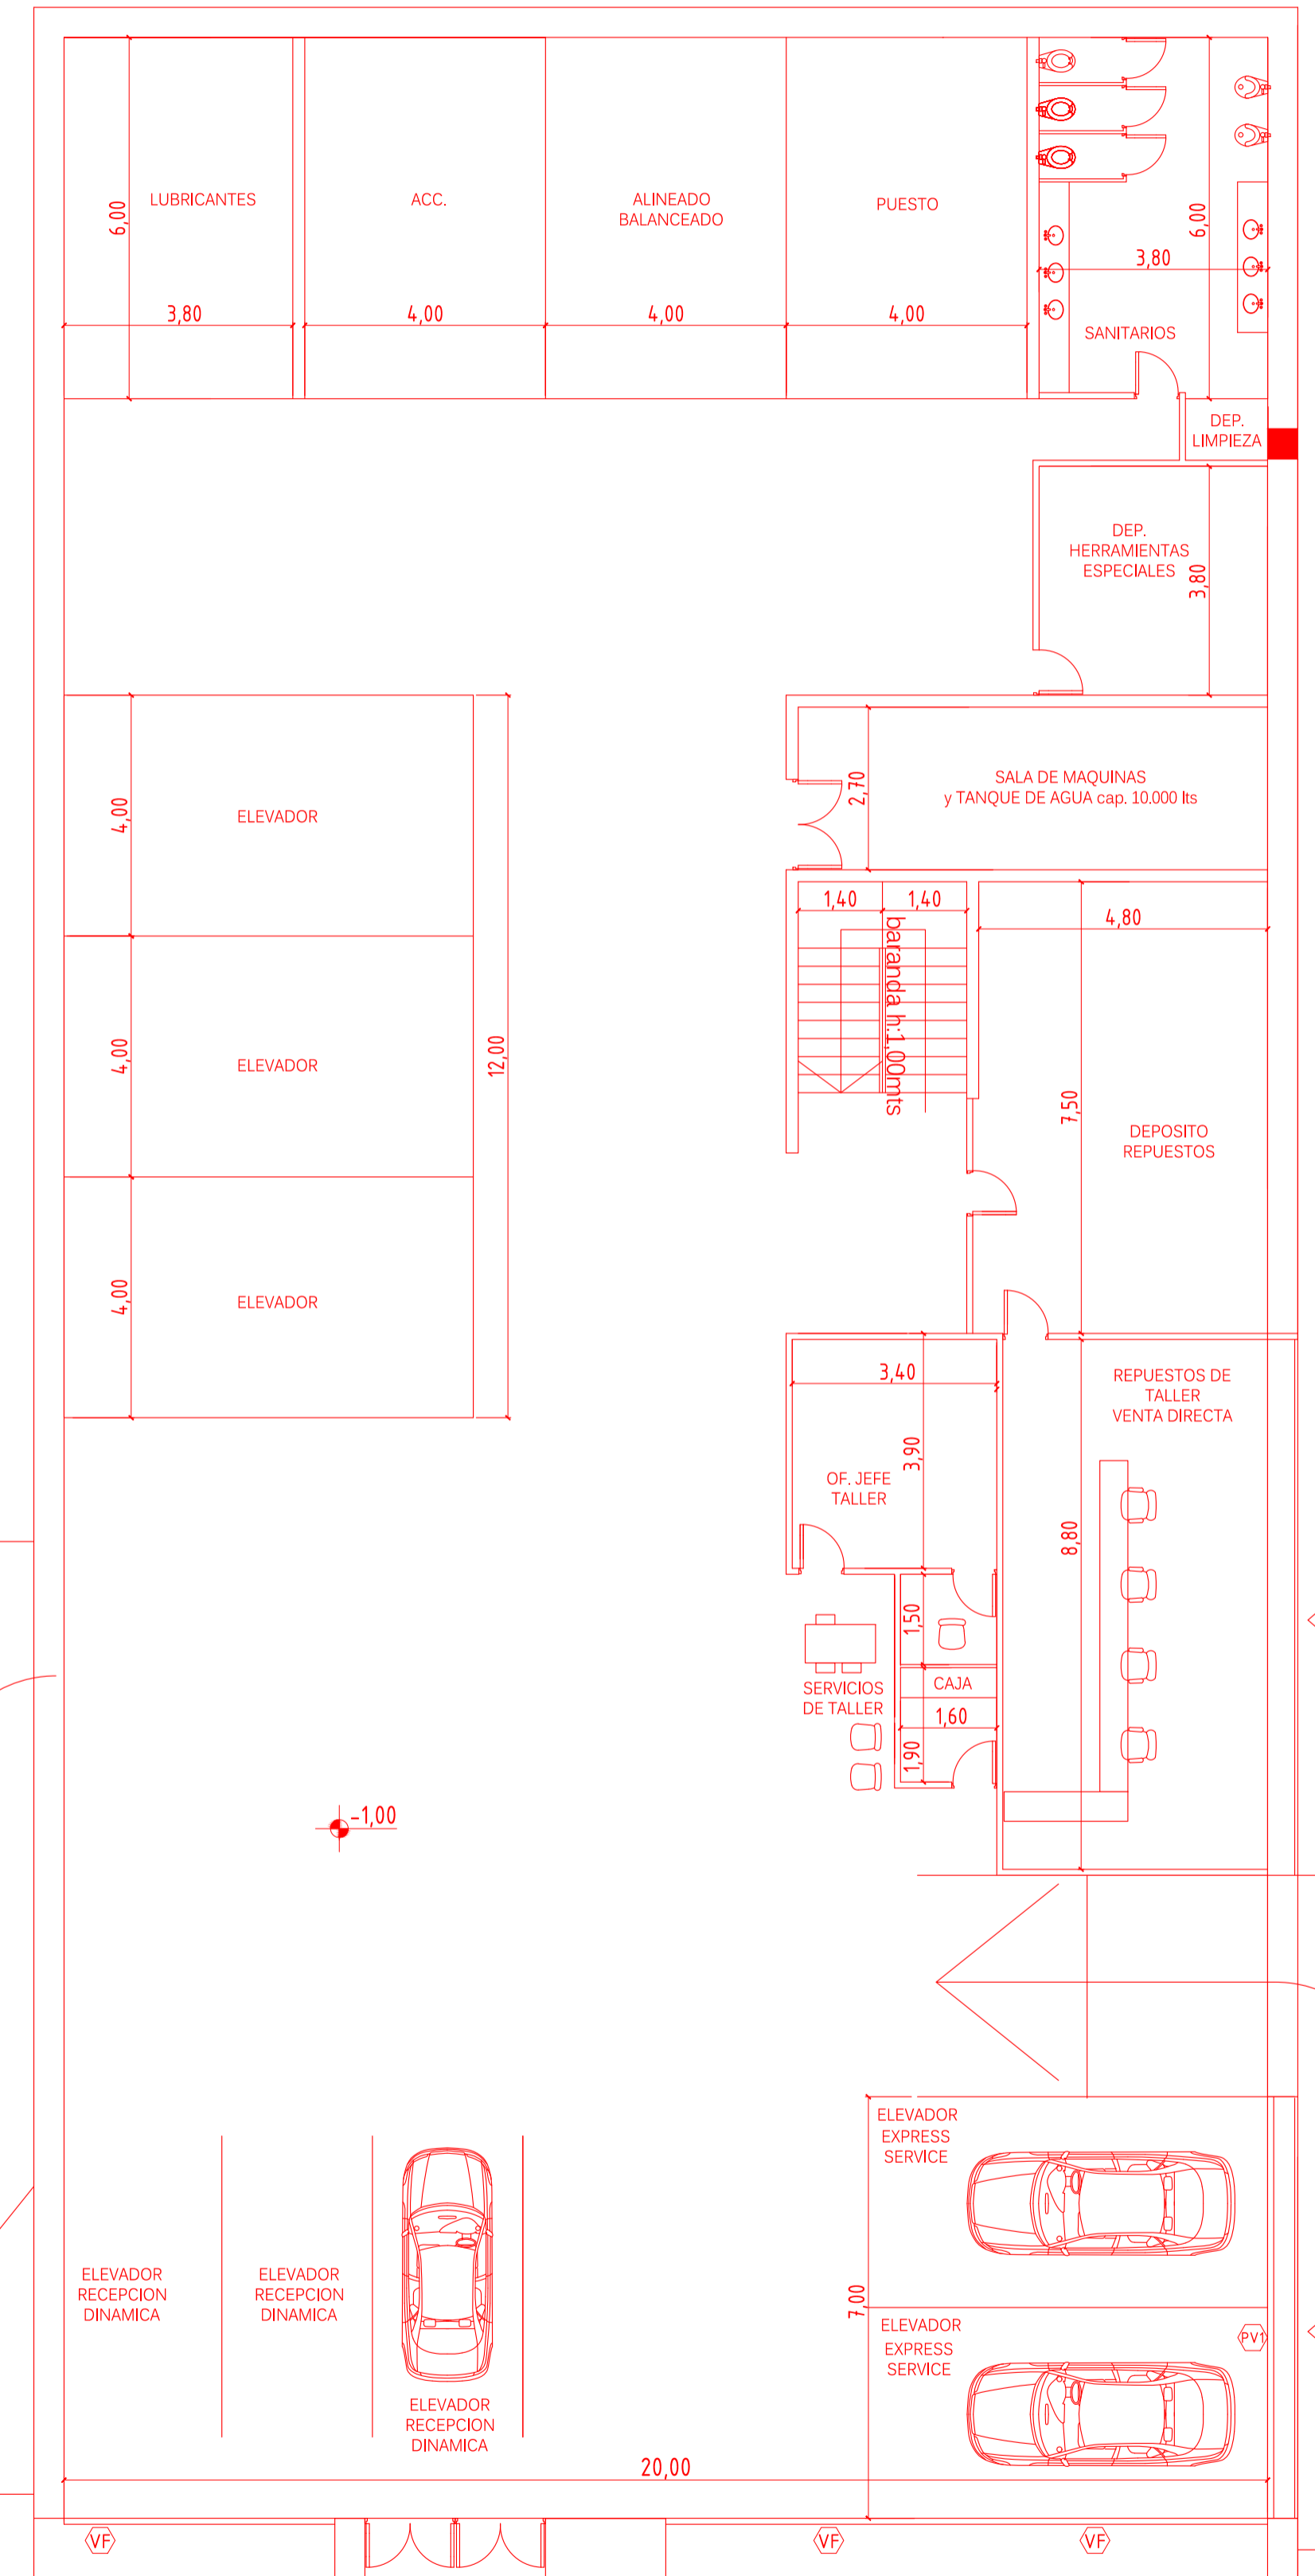 LUBRICANTES
ACC.
ALINEADO
BALANCEADO
PUESTO
6,00
3,80
4,00
4,00
4,00
6,00
3,80
SANITARIOS
DEP.
LIMPIEZA
DEP.
HERRAMIENTAS
ESPECIALES
3,80
4,00
ELEVADOR
2,70
SALA DE MAQUINAS
y TANQUE DE AGUA cap. 10.000 lts
1,40
1,40
baranda h:1,00mts
4,80
4,00
ELEVADOR
12,00
7,50
DEPOSITO
REPUESTOS
4,00
ELEVADOR
3,40
3,90
OF. JEFE
TALLER
REPUESTOS DE
TALLER
VENTA DIRECTA
8,80
1,50
SERVICIOS
DE TALLER
CAJA
1,60
1,90
-1,00
ELEVADOR
EXPRESS
SERVICE
7,00
ELEVADOR
EXPRESS
SERVICE
PV1
ELEVADOR
RECEPCION
DINAMICA
ELEVADOR
RECEPCION
DINAMICA
ELEVADOR
RECEPCION
DINAMICA
20,00
VF
VF
VF